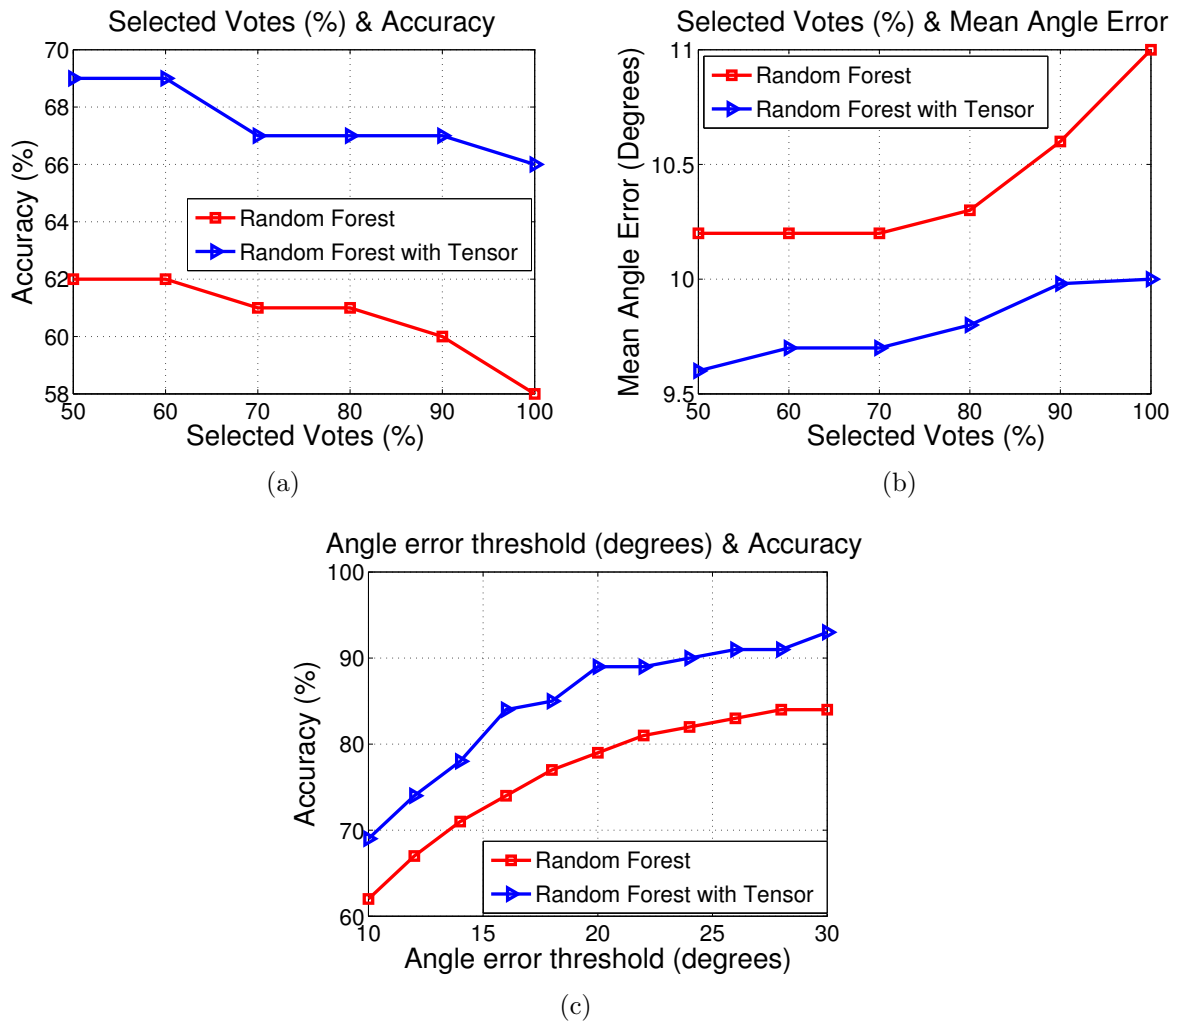 Selected Votes (%) & Accuracy
70
68
66
64
62
60
58
Accuracy (%)
Random Forest
Random Forest with Tensor
50 60 70 80 90 100
Selected Votes (%)
(a)
Selected Votes (%) & Mean Angle Error
11
10.5
10
9.5
Mean Angle Error (Degrees)
Random Forest
Random Forest with Tensor
50 60 70 80 90 100
Selected Votes (%)
(b)
Angle error threshold (degrees) & Accuracy
100
90
80
70
60
Accuracy (%)
Random Forest
Random Forest with Tensor
10 15 20 25 30
Angle error threshold (degrees)
(c)